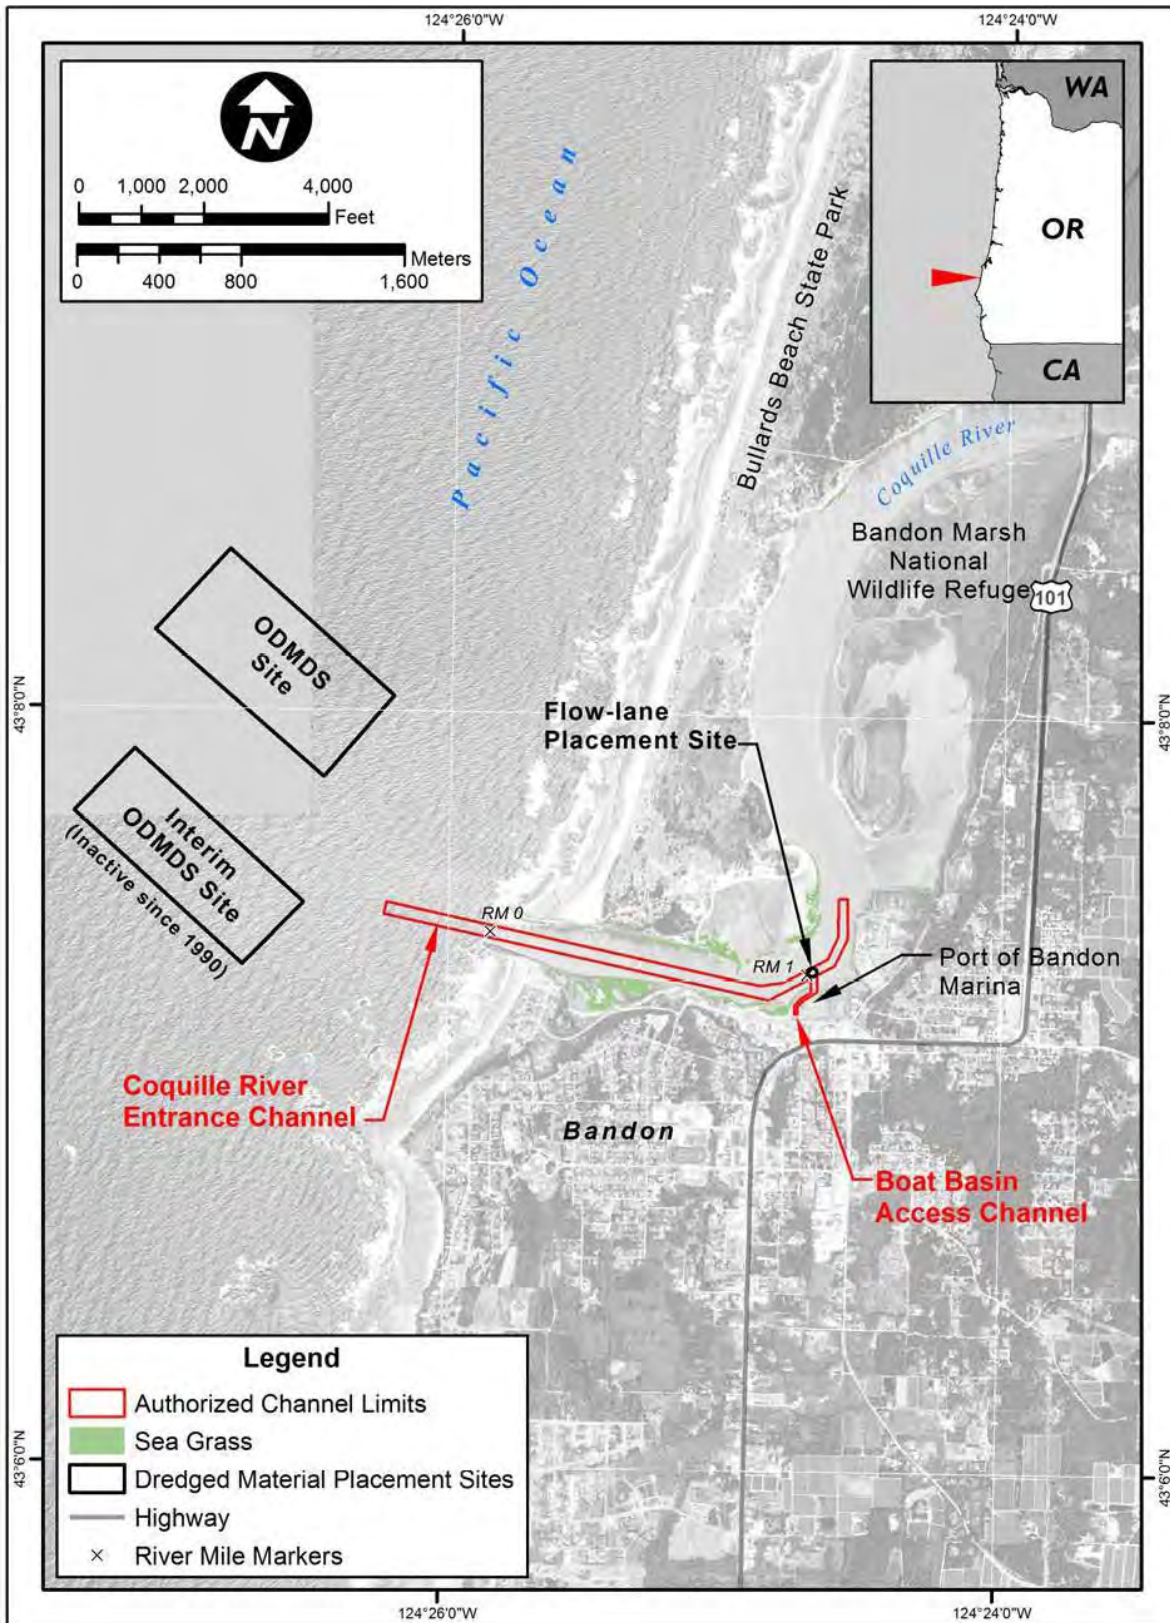 124°26'0"W
124°24'0"W
N
0 1,000 2,000 4,000
Feet
Meters
0 400 800 1,600
Pacific Ocean
Bullards Beach State Park
WA
OR
CA
Coquille River
Bandon Marsh
National
Wildlife Refuge
101
ODMDS
Site
43°8'0"N
43°8'0"N
Flow-lane
Placement Site
Interim
ODMDS Site
(Inactive since 1990)
RM 0
RM 1
Port of Bandon
Marina
Coquille River
Entrance Channel
Bandon
Boat Basin
Access Channel
Legend
Authorized Channel Limits
Sea Grass
Dredged Material Placement Sites
Highway
River Mile Markers
43°6'0"N
43°6'0"N
124°26'0"W
124°24'0"W